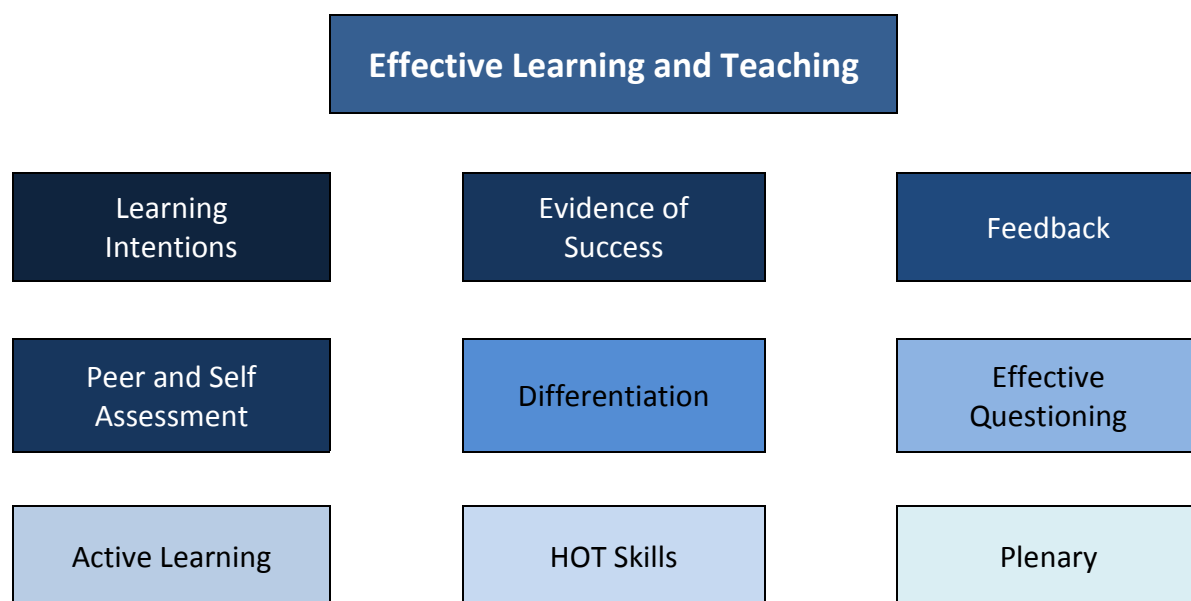 Effective Learning and Teaching
Learning
Intentions
Evidence of
Success
Feedback
Peer and Self
Assessment
Differentiation
Effective
Questioning
Active Learning
HOT Skills
Plenary